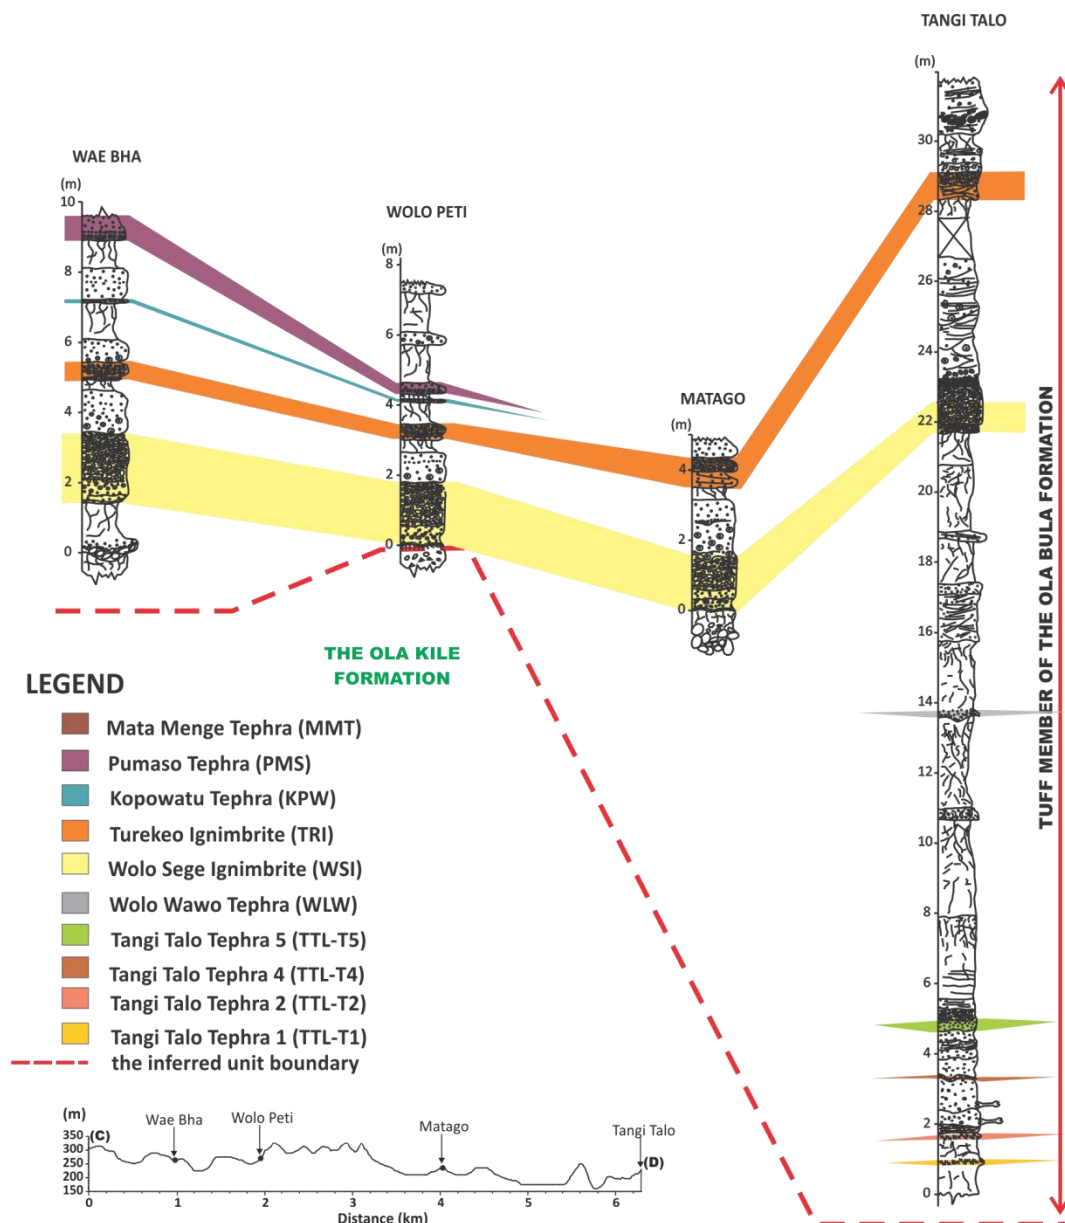 TANGI TALO
(m)
30
28
26
24
22
20
18
16
14
12
10
8
6
4
2
0
WAE BHA
(m)
10
8
6
4
2
0
WOLO PETI
(m)
8
6
4
2
0
MATAGO
(m)
4
2
0
TUFF MEMBER OF THE OLA BULA FORMATION
THE OLA KILE
FORMATION
LEGEND
Mata Menge Tephra (MMT)
Pumaso Tephra (PMS)
Kopowatu Tephra (KPW)
Turekeo Ignimbrite (TRI)
Wolo Sege Ignimbrite (WSI)
Wolo Wawo Tephra (WLW)
Tangi Talo Tephra 5 (TTL-T5)
Tangi Talo Tephra 4 (TTL-T4)
Tangi Talo Tephra 2 (TTL-T2)
Tangi Talo Tephra 1 (TTL-T1)
the inferred unit boundary
(m)
350
300
250
200
150
(C)
Wae Bha
Wolo Peti
Matago
Tangi Talo
(D)
0 1 2 3 4 5 6
Distance (km)